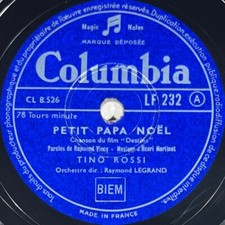 Magic Notes
MARQUE DÉPOSÉE
Columbia
CL 8.526
LF 232 A
78 Tours minute
PETIT PAPA NOËL
Chanson du film "Destins"
Paroles de Raymond Vincy - Musique d'Henri Martinet
TINO ROSSI
Orchestre dir.: Raymond LEGRAND
BIEM
MADE IN FRANCE